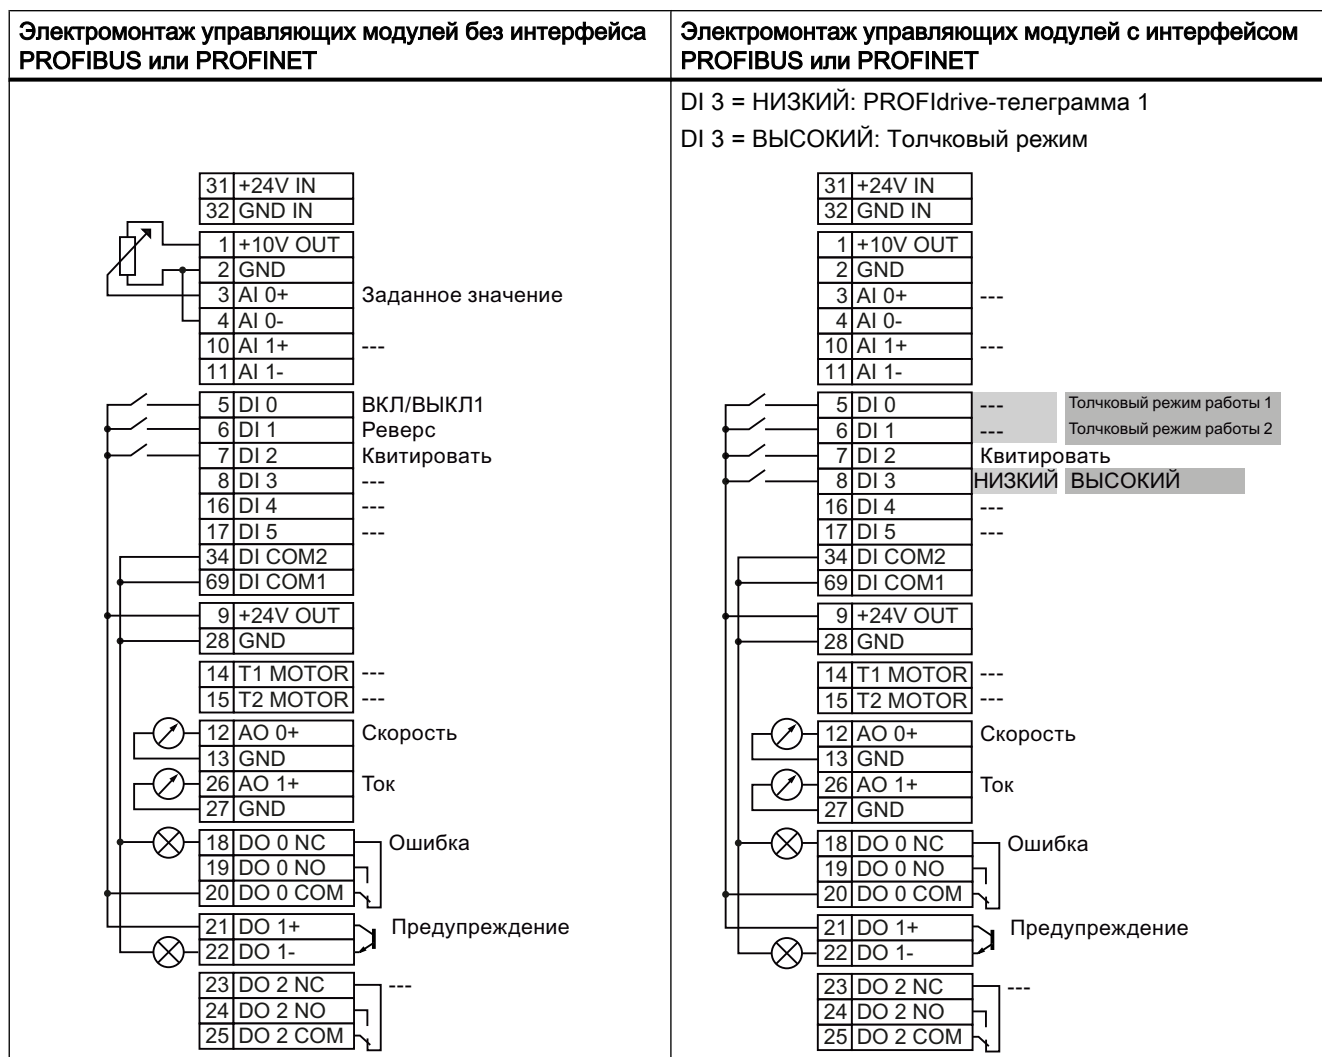 Электромонтаж управляющих модулей без интерфейса
PROFIBUS или PROFINET
31 +24V IN
32 GND IN
1 +10V OUT
2 GND
3 AI 0+ Заданное значение
4 AI 0-
10 AI 1+ ---
11 AI 1-
5 DI 0 ВКЛ/ВЫКЛ1
6 DI 1 Реверс
7 DI 2 Квитировать
8 DI 3 ---
16 DI 4 ---
17 DI 5 ---
34 DI COM2
69 DI COM1
9 +24V OUT
28 GND
14 T1 MOTOR ---
15 T2 MOTOR ---
12 AO 0+ Скорость
13 GND
26 AO 1+ Ток
27 GND
18 DO 0 NC Ошибка
19 DO 0 NO
20 DO 0 COM
21 DO 1+ Предупреждение
22 DO 1-
23 DO 2 NC ---
24 DO 2 NO
25 DO 2 COM
Электромонтаж управляющих модулей с интерфейсом
PROFIBUS или PROFINET
DI 3 = НИЗКИЙ: PROFIdrive-телеграмма 1
DI 3 = ВЫСОКИЙ: Толчковый режим
31 +24V IN
32 GND IN
1 +10V OUT
2 GND
3 AI 0+ ---
4 AI 0-
10 AI 1+ ---
11 AI 1-
5 DI 0 --- Толчковый режим работы 1
6 DI 1 --- Толчковый режим работы 2
7 DI 2 Квитировать
8 DI 3 НИЗКИЙ ВЫСОКИЙ
16 DI 4 ---
17 DI 5 ---
34 DI COM2
69 DI COM1
9 +24V OUT
28 GND
14 T1 MOTOR ---
15 T2 MOTOR ---
12 AO 0+ Скорость
13 GND
26 AO 1+ Ток
27 GND
18 DO 0 NC Ошибка
19 DO 0 NO
20 DO 0 COM
21 DO 1+ Предупреждение
22 DO 1-
23 DO 2 NC ---
24 DO 2 NO
25 DO 2 COM